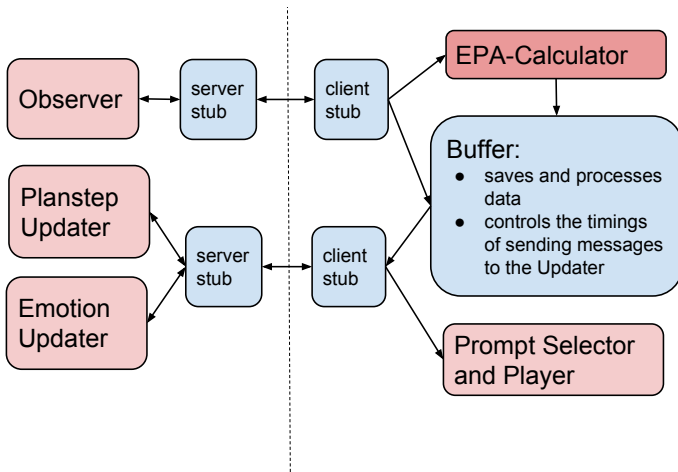 Observer
server
stub
client
stub
EPA-Calculator
Buffer:
● saves and processes
data
● controls the timings
of sending messages
to the Updater
Planstep
Updater
Emotion
Updater
server
stub
client
stub
Prompt Selector
and Player